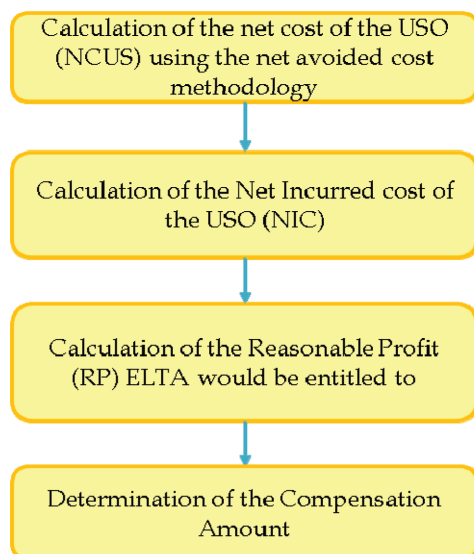 Calculation of the net cost of the USO
(NCUS) using the net avoided cost
methodology
Calculation of the Net Incurred cost of
the USO (NIC)
Calculation of the Reasonable Profit
(RP) ELTA would be entitled to
Determination of the Compensation
Amount